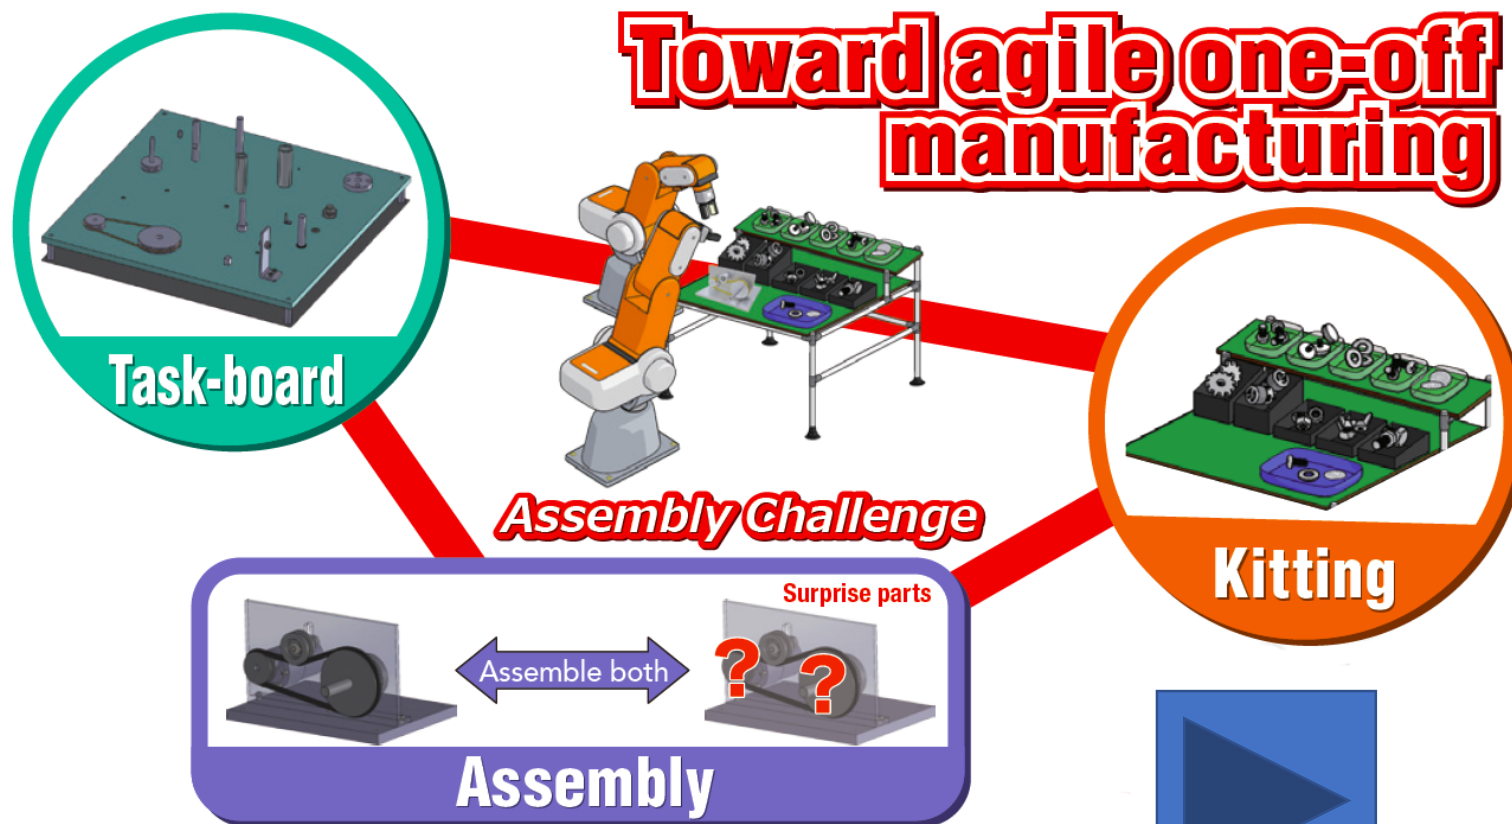 Toward agile one-off
manufacturing
Task-board
Assembly Challenge
Kitting
Surprise parts
? ?
Assemble both
Assembly